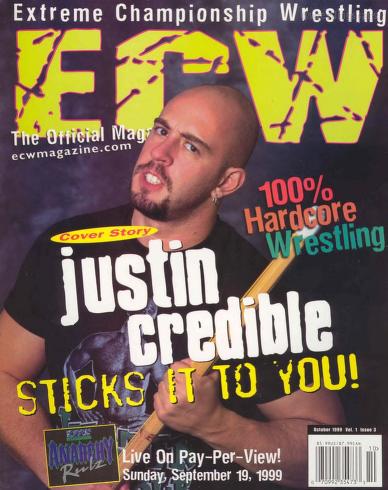 Extreme Championship Wrestling
ECW
The Official Mag
ecwmagazine.com
100%
Hardcore
Wrestling
Cover Story
justin
credible
STICKS IT TO YOU!
October 1999 Vol. 1 Issue 3
ANARCHY
Rulz
Live On Pay-Per-View!
Sunday, September 19, 1999